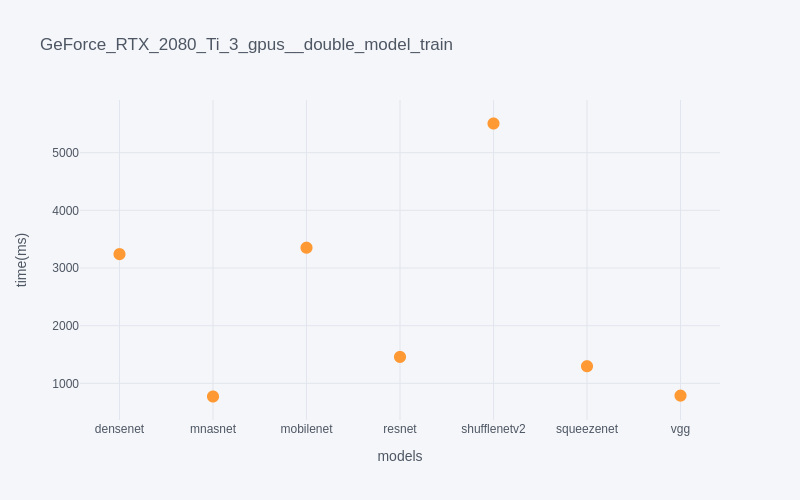 GeForce_RTX_2080_Ti_3_gpus__double_model_train
5000
4000
3000
2000
1000
time(ms)
densenet mnasnet mobilenet resnet shufflenetv2 squeezenet vgg
models